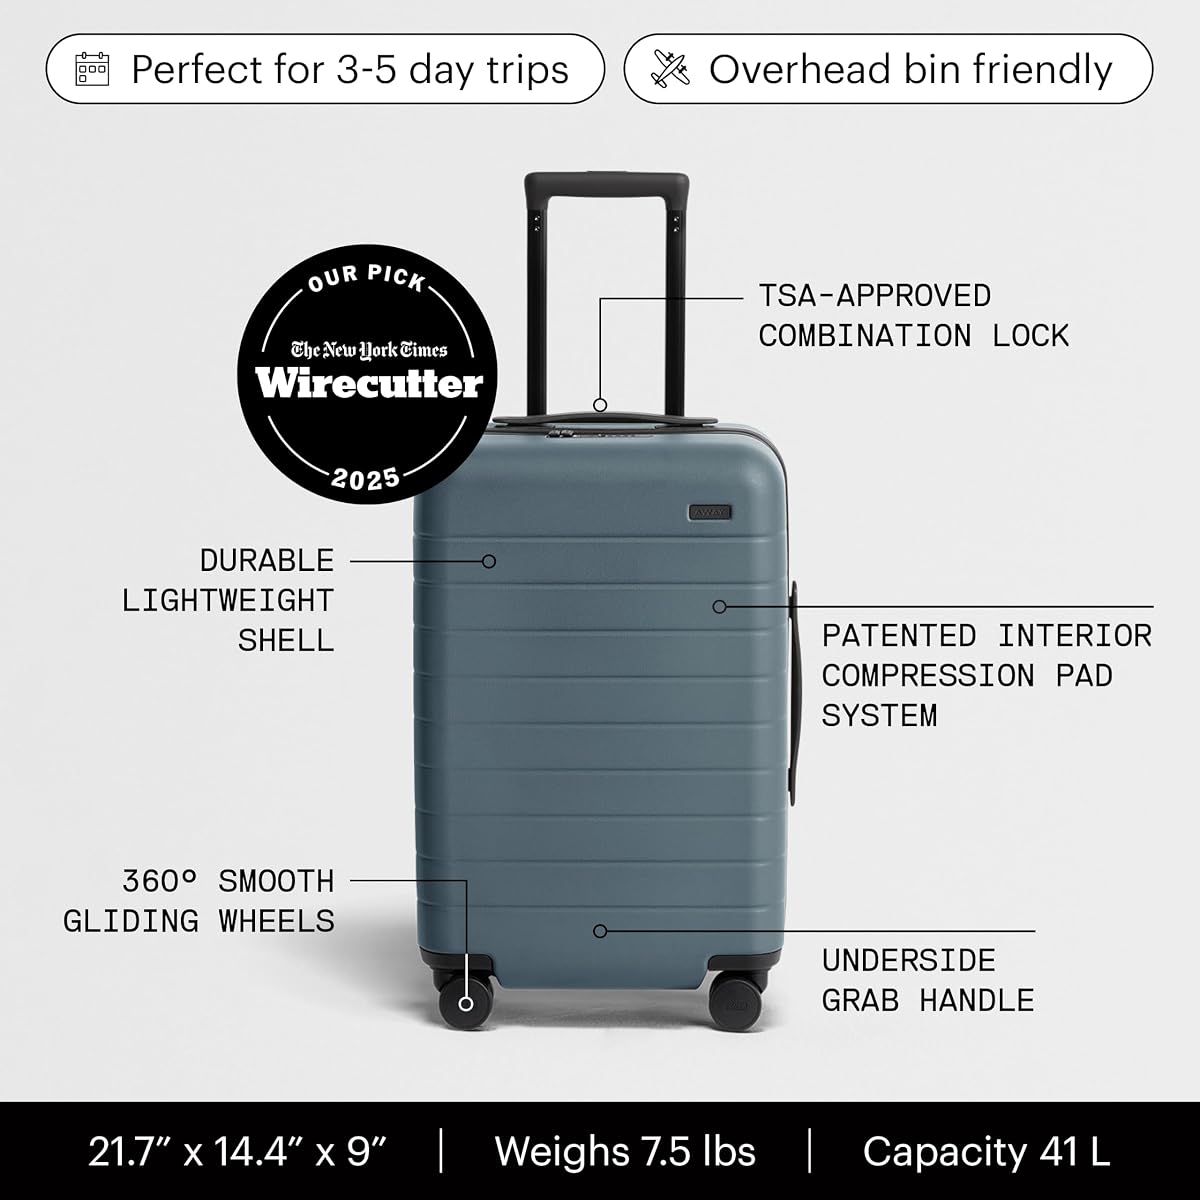 Perfect for 3-5 day trips
Overhead bin friendly
OUR PICK
The New York Times
Wirecutter
2025
TSA-APPROVED
COMBINATION LOCK
AWAY
DURABLE
LIGHTWEIGHT
SHELL
PATENTED INTERIOR
COMPRESSION PAD
SYSTEM
360° SMOOTH
GLIDING WHEELS
UNDERSIDE
GRAB HANDLE
21.7” x 14.4” x 9” | Weighs 7.5 lbs | Capacity 41 L